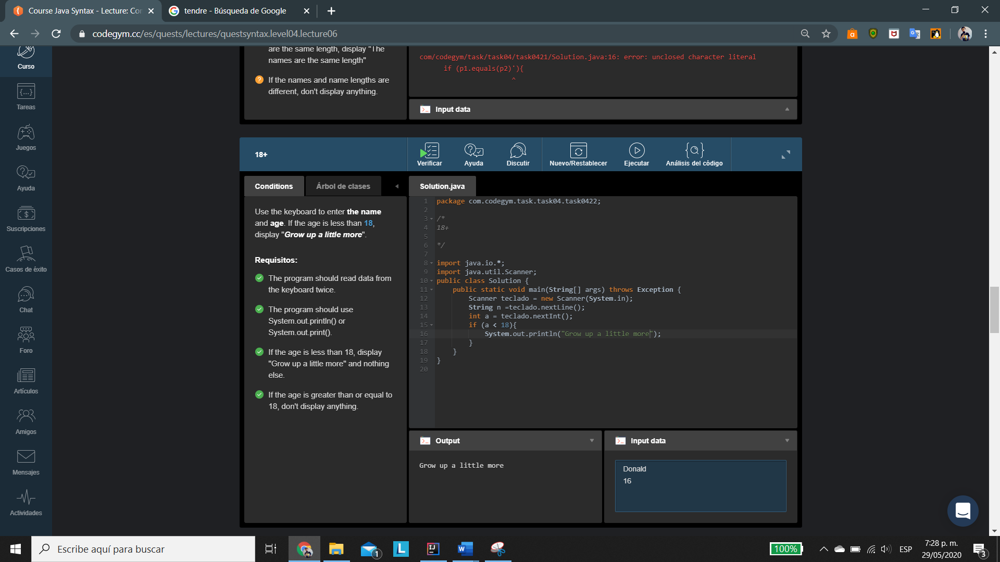 Course Java Syntax - Lecture: Con
tendre - Búsqueda de Google
codegym.cc/es/quests/lectures/questsyntax.level04.lecture06
Curso
Tareas
Juegos
Ayuda
Suscripciones
Casos de éxito
Chat
Foro
Artículos
Amigos
Mensajes
Actividades
are the same length, display "The
names are the same length"
If the names and name lengths are
different, don't display anything.
com/codegym/task/task04/task0421/Solution.java:16: error: unclosed character literal
if (p1.equals(p2)'){
^
Input data
18+
Verificar
Ayuda
Discutir
Nuevo/Restablecer
Ejecutar
Análisis del código
Conditions
Árbol de clases
Solution.java
Use the keyboard to enter the name
and age. If the age is less than 18,
display "Grow up a little more".
Requisitos:
The program should read data from
the keyboard twice.
The program should use
System.out.println() or
System.out.print().
If the age is less than 18, display
"Grow up a little more" and nothing
else.
If the age is greater than or equal to
18, don't display anything.
1 package com.codegym.task.task04.task0422;
2
3 /*
4 18+
5
6 */
7
8 import java.io.*;
9 import java.util.Scanner;
10 public class Solution {
11 public static void main(String[] args) throws Exception {
12 Scanner teclado = new Scanner(System.in);
13 String n =teclado.nextLine();
14 int a = teclado.nextInt();
15 if (a < 18){
16 System.out.println("Grow up a little more");
17 }
18 }
19 }
20
Output
Grow up a little more
Input data
Donald
16
Escribe aquí para buscar
1
100%
ESP
7:28 p. m.
29/05/2020
3